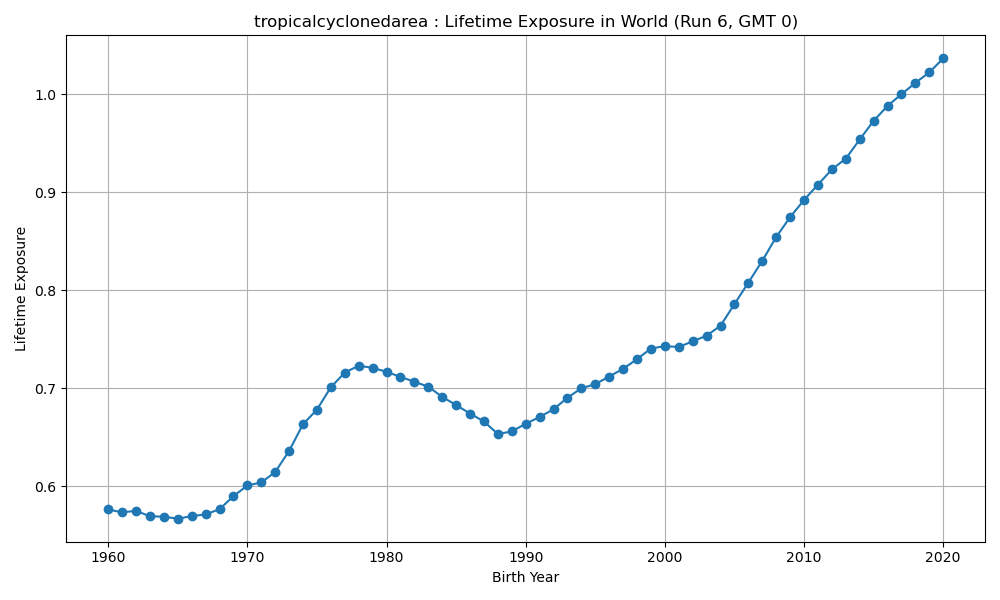 tropicalcyclonedarea : Lifetime Exposure in World (Run 6, GMT 0)
Lifetime Exposure
1.0
0.9
0.8
0.7
0.6
1960 1970 1980 1990 2000 2010 2020
Birth Year